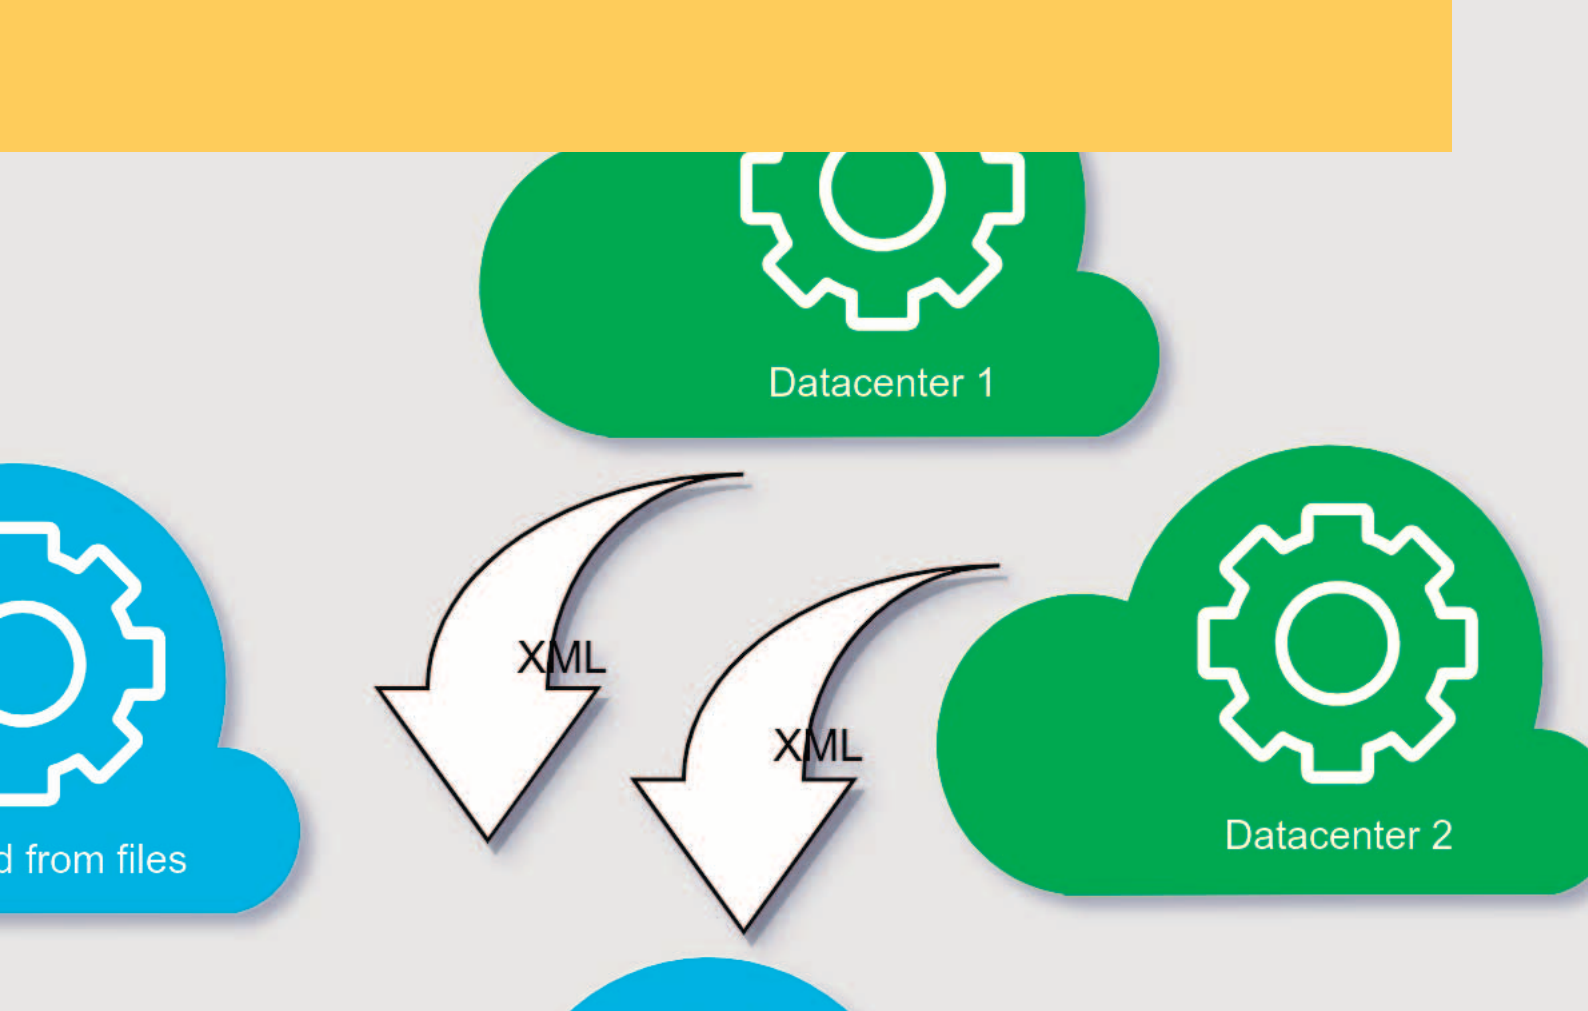 Datacenter 1
XML
XML
Datacenter 2
from files